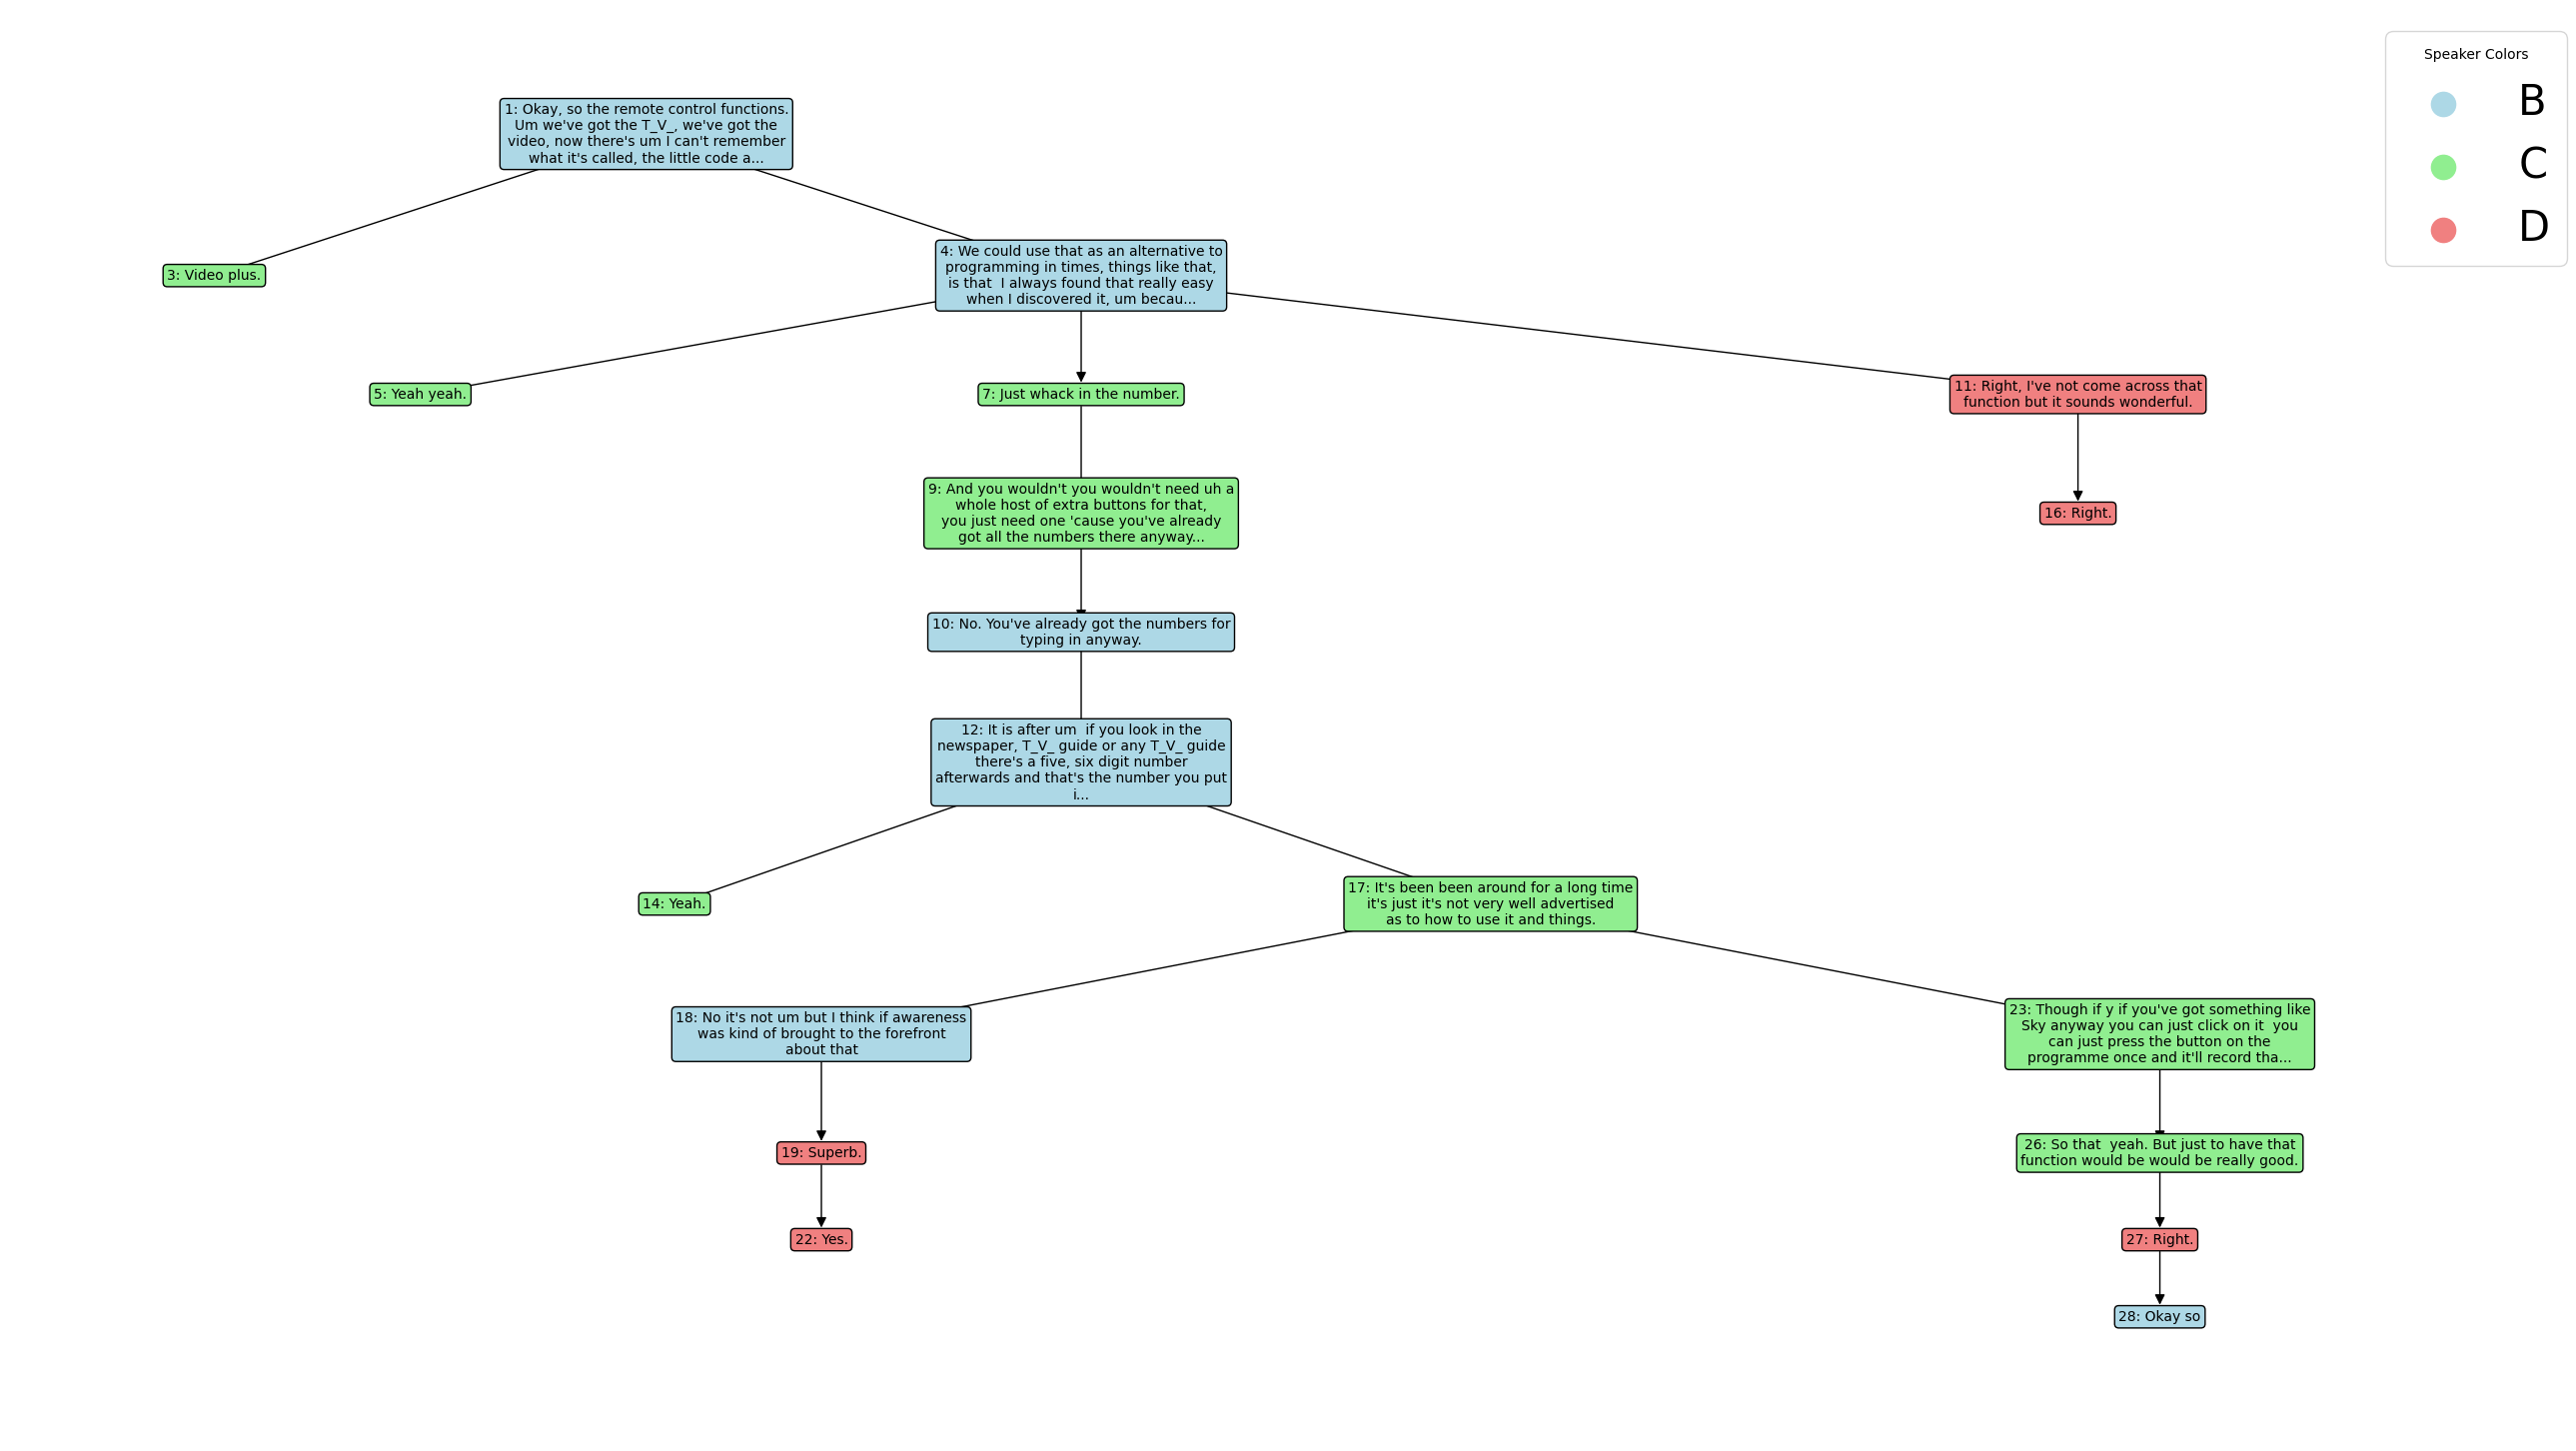 Speaker Colors
B
C
D
1: Okay, so the remote control functions.
Um we've got the T_V_, we've got the
video, now there's um I can't remember
what it's called, the little code a...
3: Video plus.
4: We could use that as an alternative to
programming in times, things like that,
is that  I always found that really easy
when I discovered it, um becau...
5: Yeah yeah.
7: Just whack in the number.
11: Right, I've not come across that
function but it sounds wonderful.
9: And you wouldn't you wouldn't need uh a
whole host of extra buttons for that,
you just need one 'cause you've already
got all the numbers there anyway...
16: Right.
10: No. You've already got the numbers for
typing in anyway.
12: It is after um  if you look in the
newspaper, T_V_ guide or any T_V_ guide
there's a five, six digit number
afterwards and that's the number you put
i...
14: Yeah.
17: It's been been around for a long time
it's just it's not very well advertised
as to how to use it and things.
18: No it's not um but I think if awareness
was kind of brought to the forefront
about that
23: Though if y if you've got something like
Sky anyway you can just click on it  you
can just press the button on the
programme once and it'll record tha...
19: Superb.
26: So that  yeah. But just to have that
function would be would be really good.
22: Yes.
27: Right.
28: Okay so